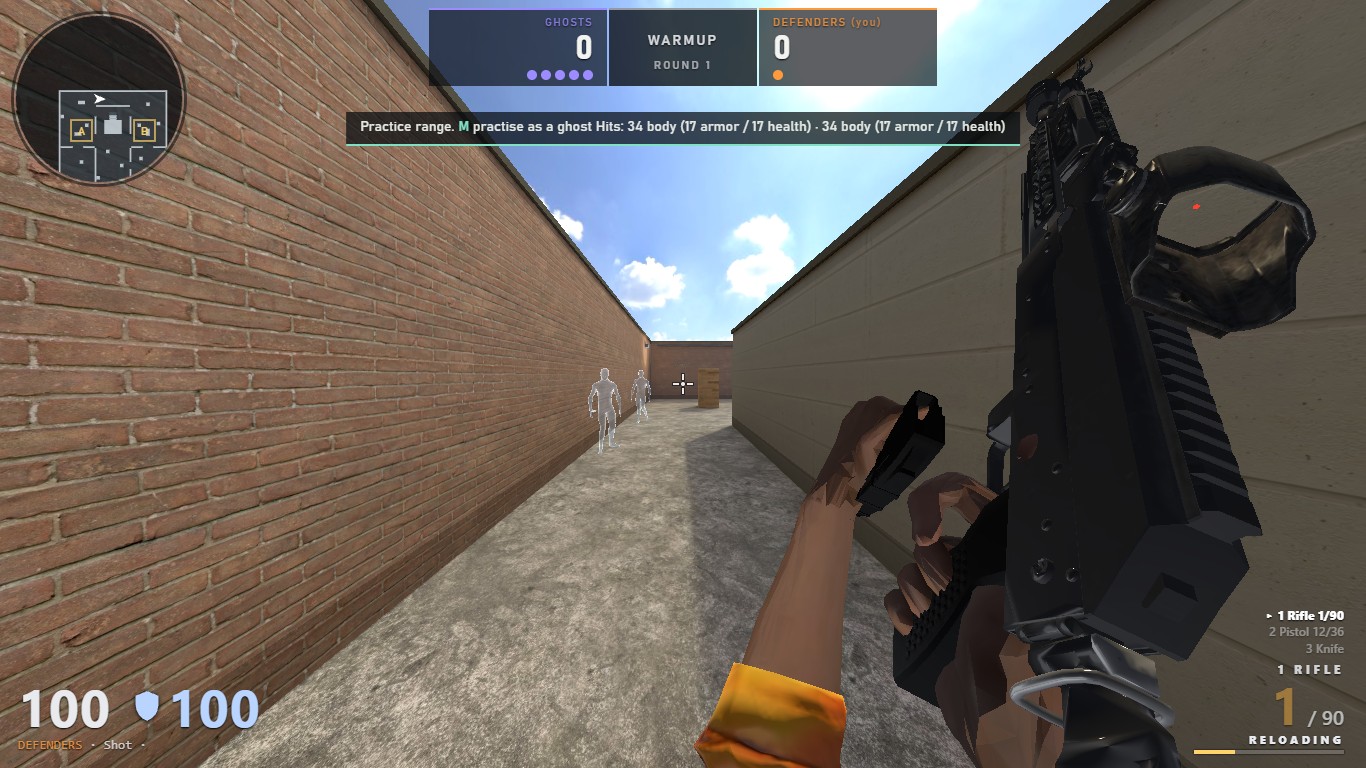 GHOSTS
0
WARMUP
ROUND 1
DEFENDERS (you)
0
A
B
Practice range. M practise as a ghost Hits: 34 body (17 armor / 17 health) · 34 body (17 armor / 17 health)
▸ 1 Rifle 1/90
2 Pistol 12/36
3 Knife
1 RIFLE
1 / 90
RELOADING
100 100
DEFENDERS · Shot ·